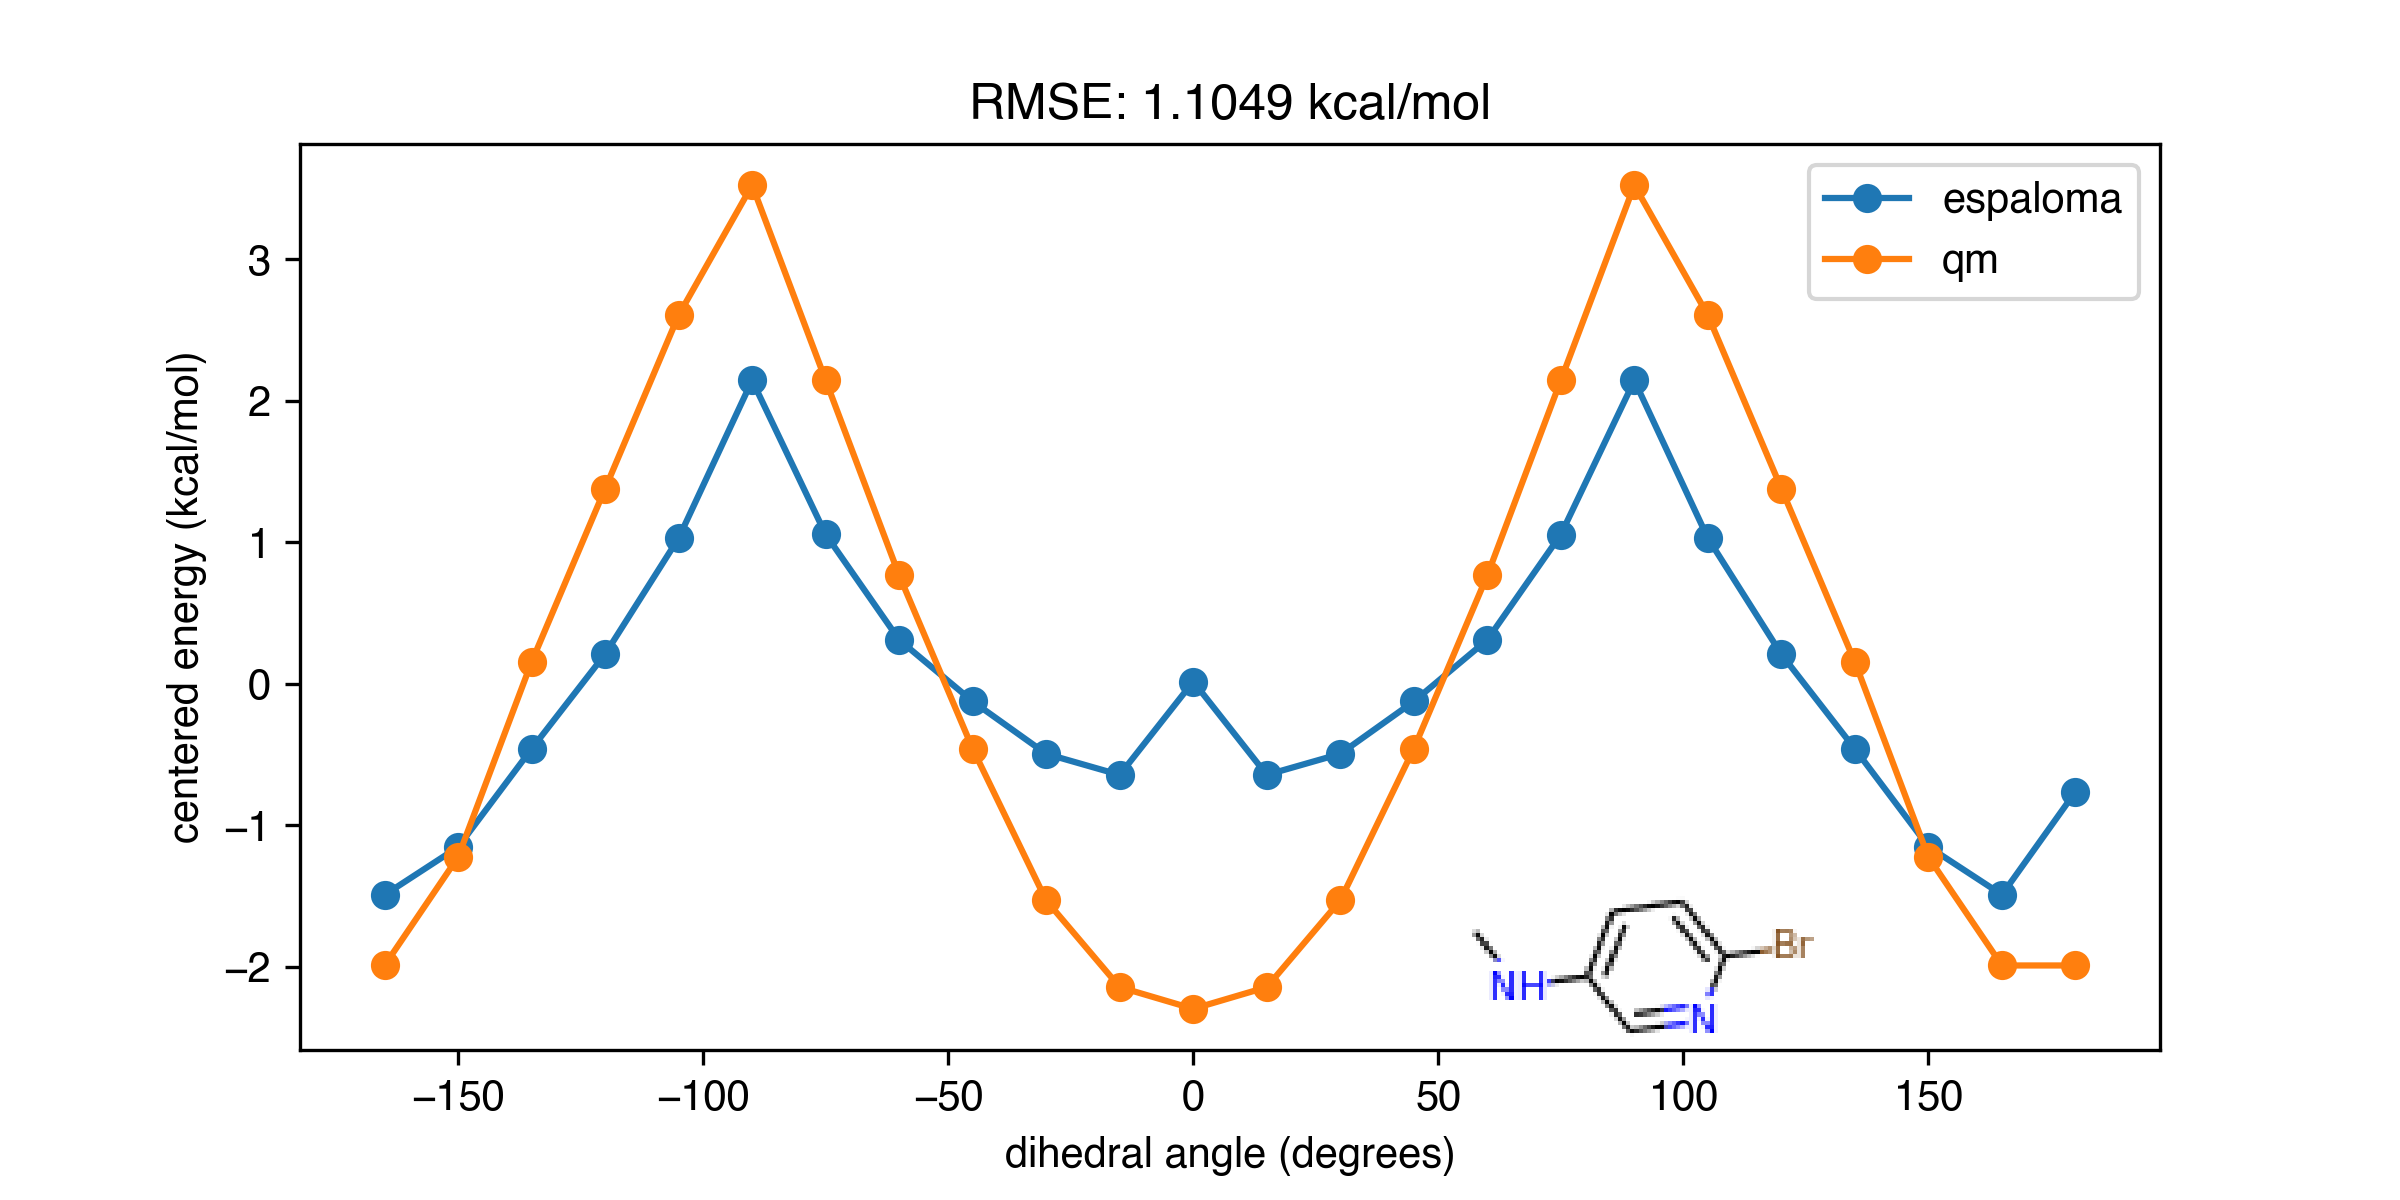 RMSE: 1.1049 kcal/mol
espaloma
qm
centered energy (kcal/mol)
3
2
1
0
−1
−2
NH
Br
N
−150 −100 −50 0 50 100 150
dihedral angle (degrees)